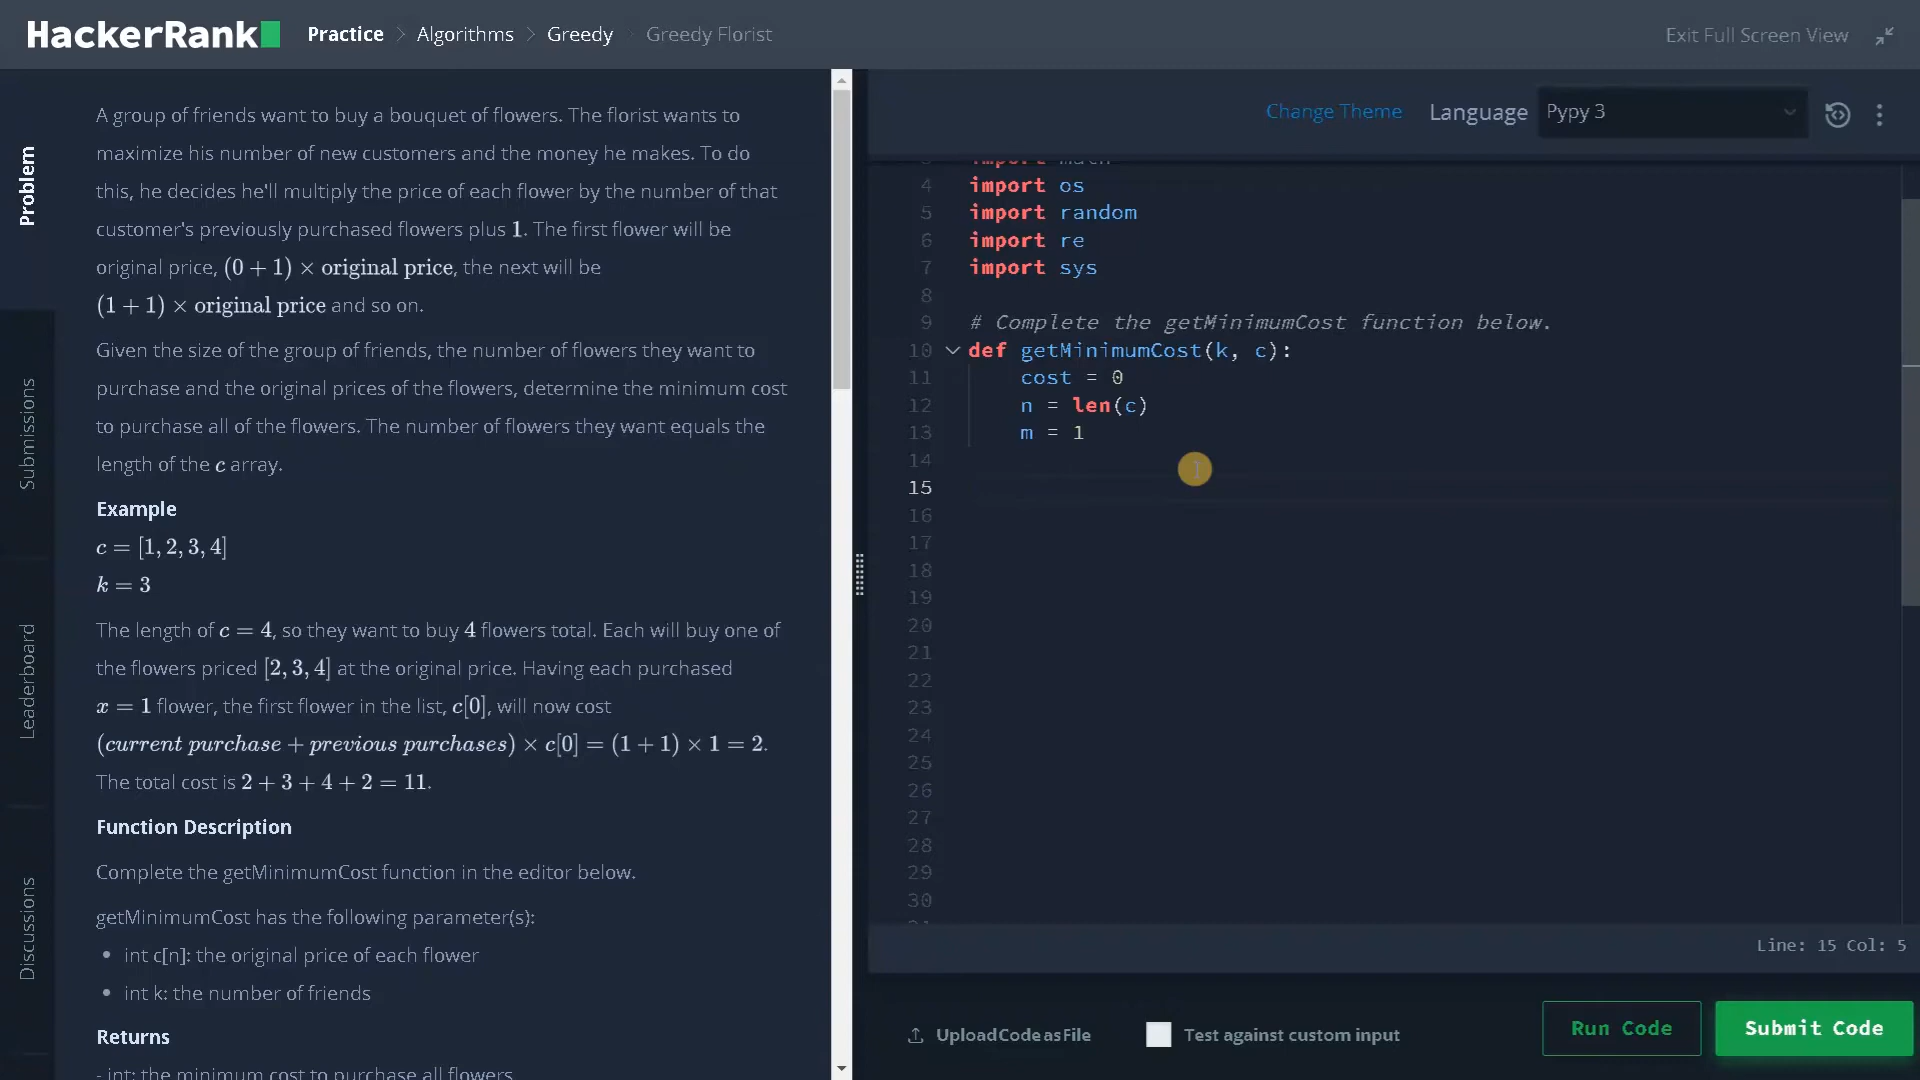 HackerRank Practice > Algorithms > Greedy Greedy Florist Exit Full Screen View
Problem
Submissions
Leaderboard
Discussions
A group of friends want to buy a bouquet of flowers. The florist wants to
maximize his number of new customers and the money he makes. To do
this, he decides he'll multiply the price of each flower by the number of that
customer's previously purchased flowers plus 1. The first flower will be
original price, (0 + 1) × original price, the next will be
(1 + 1) × original price and so on.
Given the size of the group of friends, the number of flowers they want to
purchase and the original prices of the flowers, determine the minimum cost
to purchase all of the flowers. The number of flowers they want equals the
length of the c array.
Example
c = [1, 2, 3, 4]
k = 3
The length of c = 4, so they want to buy 4 flowers total. Each will buy one of
the flowers priced [2, 3, 4] at the original price. Having each purchased
x = 1 flower, the first flower in the list, c[0], will now cost
(current purchase + previous purchases) × c[0] = (1 + 1) × 1 = 2.
The total cost is 2 + 3 + 4 + 2 = 11.
Function Description
Complete the getMinimumCost function in the editor below.
getMinimumCost has the following parameter(s):
• int c[n]: the original price of each flower
• int k: the number of friends
Returns
- int: the minimum cost to purchase all flowers
Change Theme Language Pypy 3
3 import math
4 import os
5 import random
6 import re
7 import sys
8
9 # Complete the getMinimumCost function below.
10 def getMinimumCost(k, c):
11 cost = 0
12 n = len(c)
13 m = 1
14
15
16
17
18
19
20
21
22
23
24
25
26
27
28
29
30
31
Line: 15 Col: 5
Upload Code as File Test against custom input Run Code Submit Code